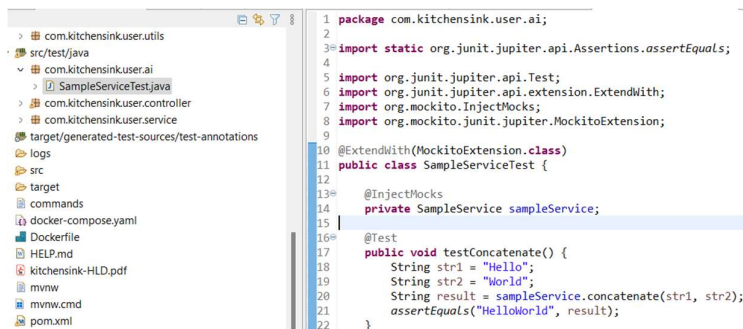 com.kitchensink.user.utils
src/test/java
com.kitchensink.user.ai
SampleServiceTest.java
com.kitchensink.user.controller
com.kitchensink.user.service
target/generated-test-sources/test-annotations
logs
src
target
commands
docker-compose.yaml
Dockerfile
HELP.md
kitchensink-HLD.pdf
mvnw
mvnw.cmd
pom.xml
1 package com.kitchensink.user.ai;
2
3 import static org.junit.jupiter.api.Assertions.assertEquals;
4
5 import org.junit.jupiter.api.Test;
6 import org.junit.jupiter.api.extension.ExtendWith;
7 import org.mockito.InjectMocks;
8 import org.mockito.junit.jupiter.MockitoExtension;
9
10 @ExtendWith(MockitoExtension.class)
11 public class SampleServiceTest {
12
13 @InjectMocks
14 private SampleService sampleService;
15
16 @Test
17 public void testConcatenate() {
18 String str1 = "Hello";
19 String str2 = "World";
20 String result = sampleService.concatenate(str1, str2);
21 assertEquals("HelloWorld", result);
22 }